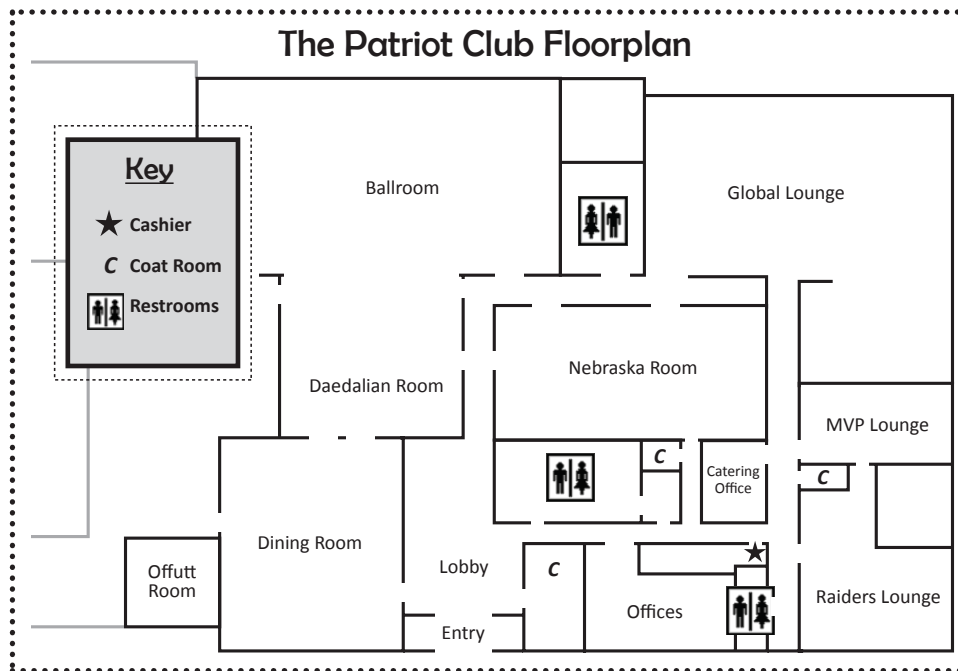 The Patriot Club Floorplan
Key
Cashier
C Coat Room
Restrooms
Ballroom
Global Lounge
Daedalian Room
Nebraska Room
MVP Lounge
C
Catering
Office
C
Dining Room
Lobby
C
Offutt
Room
Offices
Raiders Lounge
Entry